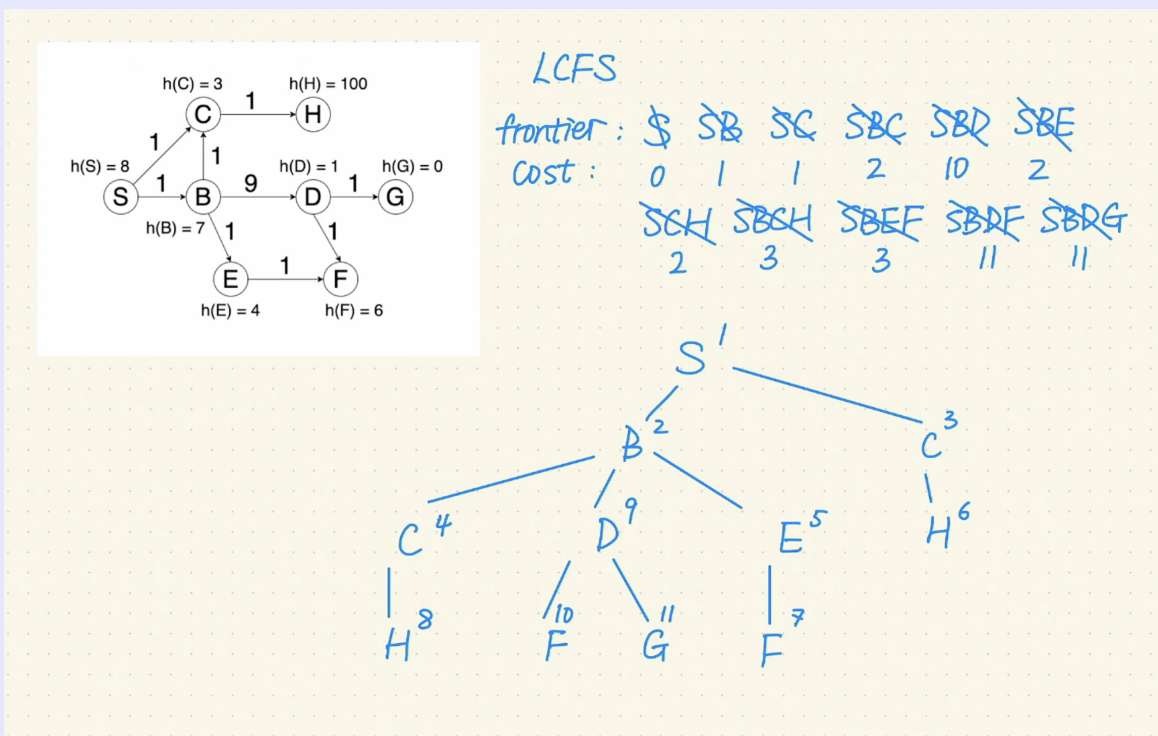 LCFS
frontier : S SB SC SBC SBD SBE
Cost : 0 1 1 2 10 2
SCH SBCH SBEF SBDF SBDG
2 3 3 11 11
h(C) = 3 h(H) = 100
C 1 H
1 1
h(S) = 8 h(D) = 1 h(G) = 0
S 1 B 9 D 1 G
h(B) = 7 1 1
E 1 F
h(E) = 4 h(F) = 6
S 1
B 2 C 3
C 4 D 9 E 5 H 6
H 8 F 10 G 11 F 7